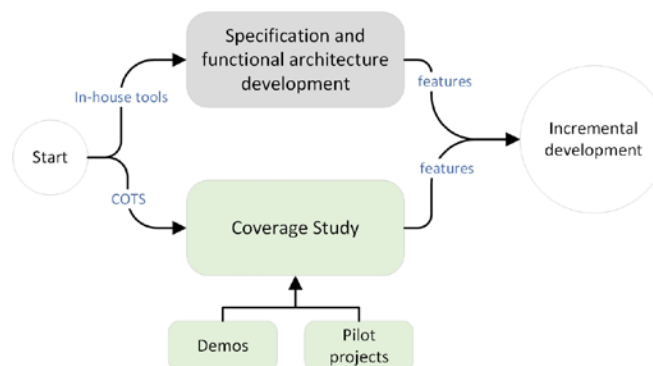 Specification and
functional architecture
development
In-house tools
features
Start
Incremental
development
COTS
features
Coverage Study
Demos
Pilot
projects